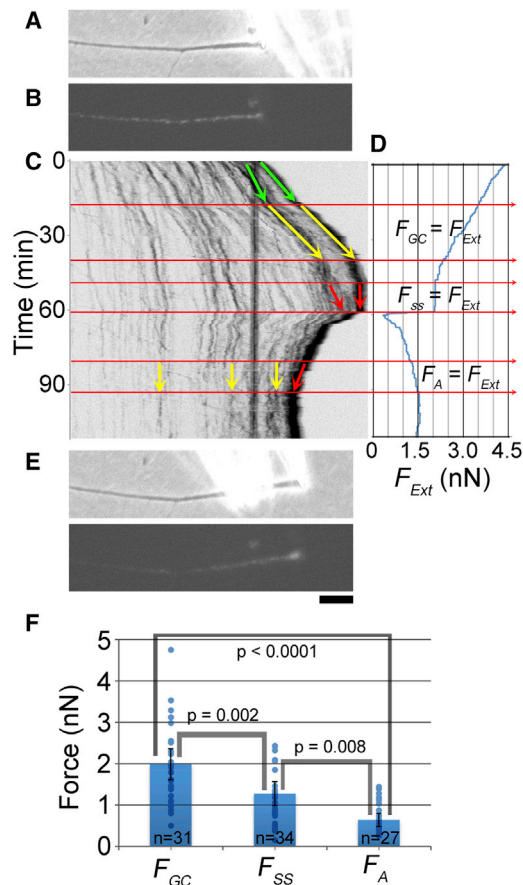 A
B
C
D
0
30
60
90
Time (min)
F_GC = F_Ext
F_SS = F_Ext
F_A = F_Ext
0 1.5 3.0 4.5
F_Ext (nN)
E
F
5
4
3
2
1
0
Force (nN)
p < 0.0001
p = 0.002
p = 0.008
n=31 n=34 n=27
F_GC F_SS F_A